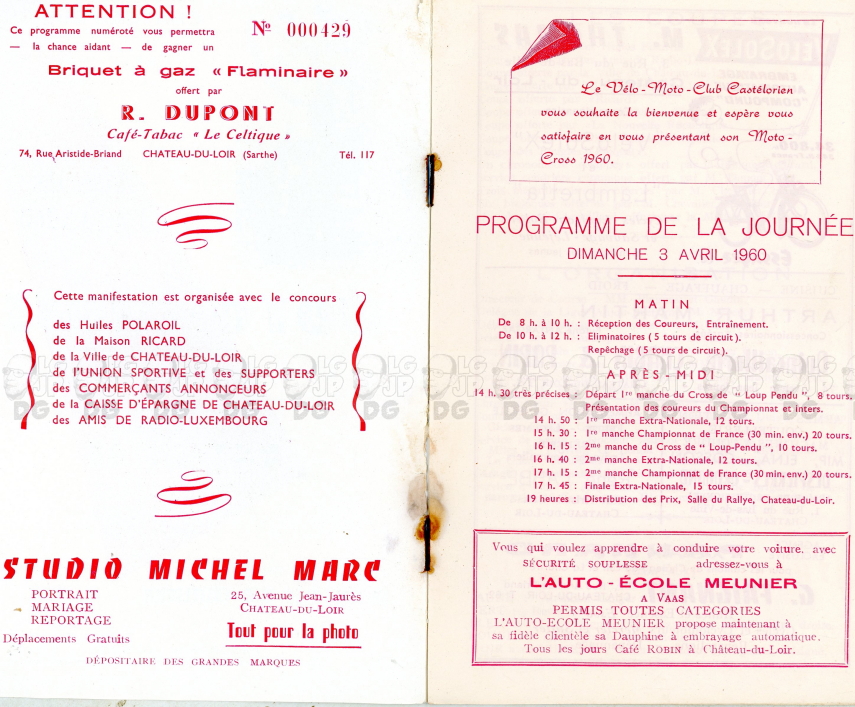 ATTENTION !
Ce programme numéroté vous permettra
— la chance aidant — de gagner un
Nº 000429
Briquet à gaz « Flaminaire »
offert par
R. DUPONT
Café-Tabac « Le Celtique »
74, Rue Aristide-Briand CHATEAU-DU-LOIR (Sarthe) Tél. 117
Cette manifestation est organisée avec le concours
des Huiles POLAROIL
de la Maison RICARD
de la Ville de CHATEAU-DU-LOIR
de l'UNION SPORTIVE et des SUPPORTERS
des COMMERÇANTS ANNONCEURS
de la CAISSE D'ÉPARGNE DE CHATEAU-DU-LOIR
des AMIS DE RADIO-LUXEMBOURG
STUDIO MICHEL MARC
PORTRAIT
MARIAGE
REPORTAGE
Déplacements Gratuits
25, Avenue Jean-Jaurès
CHATEAU-DU-LOIR
Tout pour la photo
DÉPOSITAIRE DES GRANDES MARQUES
Le Vélo-Moto-Club Castélorien
vous souhaite la bienvenue et espère vous
satisfaire en vous présentant son Moto-
Cross 1960.
PROGRAMME DE LA JOURNÉE
DIMANCHE 3 AVRIL 1960
MATIN
De 8 h. à 10 h. : Réception des Coureurs, Entraînement.
De 10 h. à 12 h. : Eliminatoires (5 tours de circuit).
Repêchage (5 tours de circuit).
APRÈS-MIDI
14 h. 30 très précises : Départ 1re manche du Cross de “ Loup Pendu ”, 8 tours.
Présentation des coureurs du Championnat et inters.
14 h. 50 : 1re manche Extra-Nationale, 12 tours.
15 h. 30 : 1re manche Championnat de France (30 min. env.) 20 tours.
16 h. 15 : 2me manche du Cross de “ Loup-Pendu ”, 10 tours.
16 h. 40 : 2me manche Extra-Nationale, 12 tours.
17 h. 15 : 2me manche Championnat de France (30 min. env.) 20 tours.
17 h. 45 : Finale Extra-Nationale, 15 tours.
19 heures : Distribution des Prix, Salle du Rallye, Chateau-du-Loir.
Vous qui voulez apprendre à conduire votre voiture. avec
SÉCURITÉ SOUPLESSE adressez-vous à
L'AUTO-ÉCOLE MEUNIER
A VAAS
PERMIS TOUTES CATEGORIES
L'AUTO-ECOLE MEUNIER propose maintenant à
sa fidèle clientèle sa Dauphine à embrayage automatique.
Tous les jours Café ROBIN à Château-du-Loir.